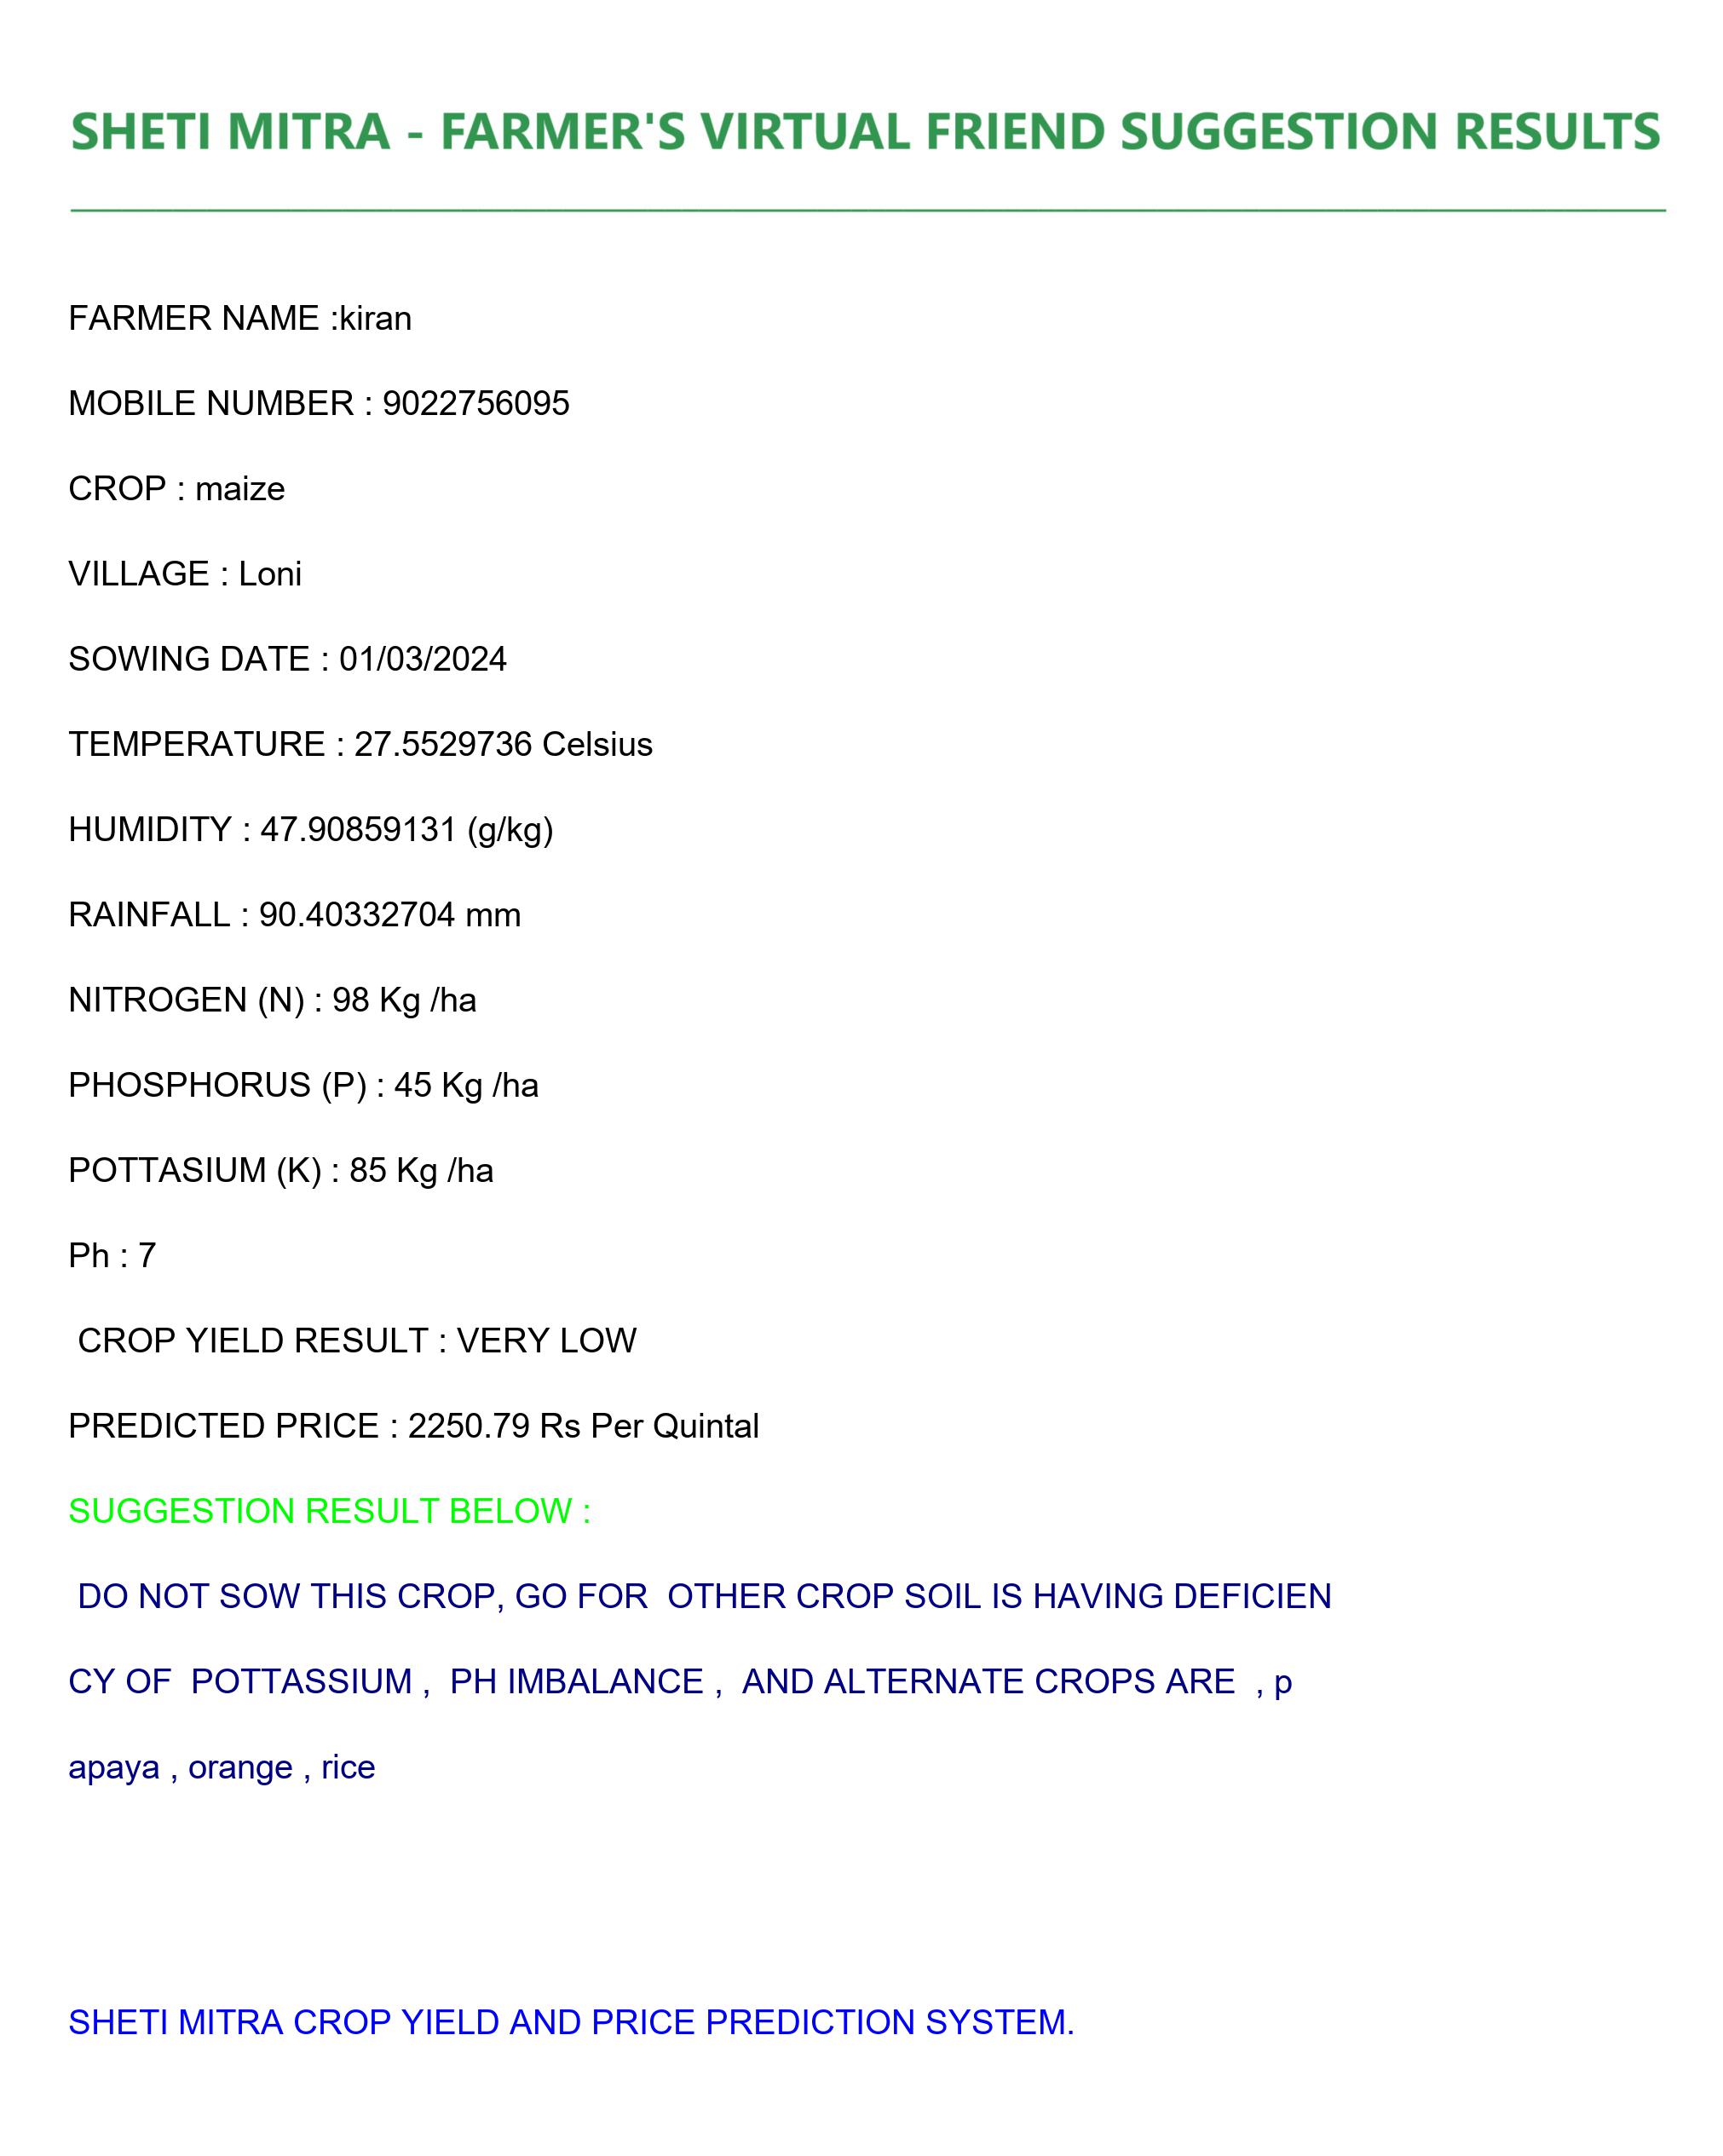 SHETI MITRA - FARMER'S VIRTUAL FRIEND SUGGESTION RESULTS
FARMER NAME :kiran
MOBILE NUMBER : 9022756095
CROP : maize
VILLAGE : Loni
SOWING DATE : 01/03/2024
TEMPERATURE : 27.5529736 Celsius
HUMIDITY : 47.90859131 (g/kg)
RAINFALL : 90.40332704 mm
NITROGEN (N) : 98 Kg /ha
PHOSPHORUS (P) : 45 Kg /ha
POTTASIUM (K) : 85 Kg /ha
Ph : 7
CROP YIELD RESULT : VERY LOW
PREDICTED PRICE : 2250.79 Rs Per Quintal
SUGGESTION RESULT BELOW :
DO NOT SOW THIS CROP, GO FOR  OTHER CROP SOIL IS HAVING DEFICIEN
CY OF  POTTASSIUM ,  PH IMBALANCE ,  AND ALTERNATE CROPS ARE  , p
apaya , orange , rice
SHETI MITRA CROP YIELD AND PRICE PREDICTION SYSTEM.